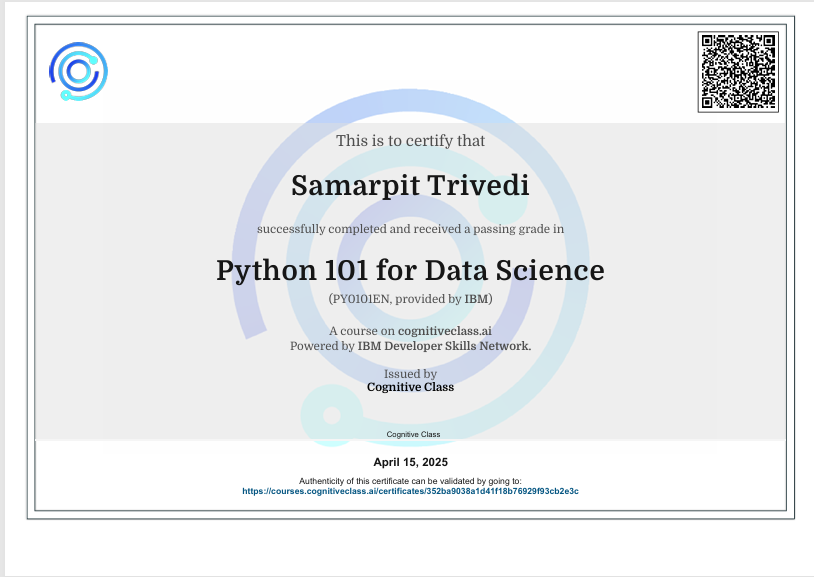 This is to certify that
Samarpit Trivedi
successfully completed and received a passing grade in
Python 101 for Data Science
(PY0101EN, provided by IBM)
A course on cognitiveclass.ai
Powered by IBM Developer Skills Network.
Issued by
Cognitive Class
Cognitive Class
April 15, 2025
Authenticity of this certificate can be validated by going to:
https://courses.cognitiveclass.ai/certificates/352ba9038a1d41f18b76929f93cb2e3c